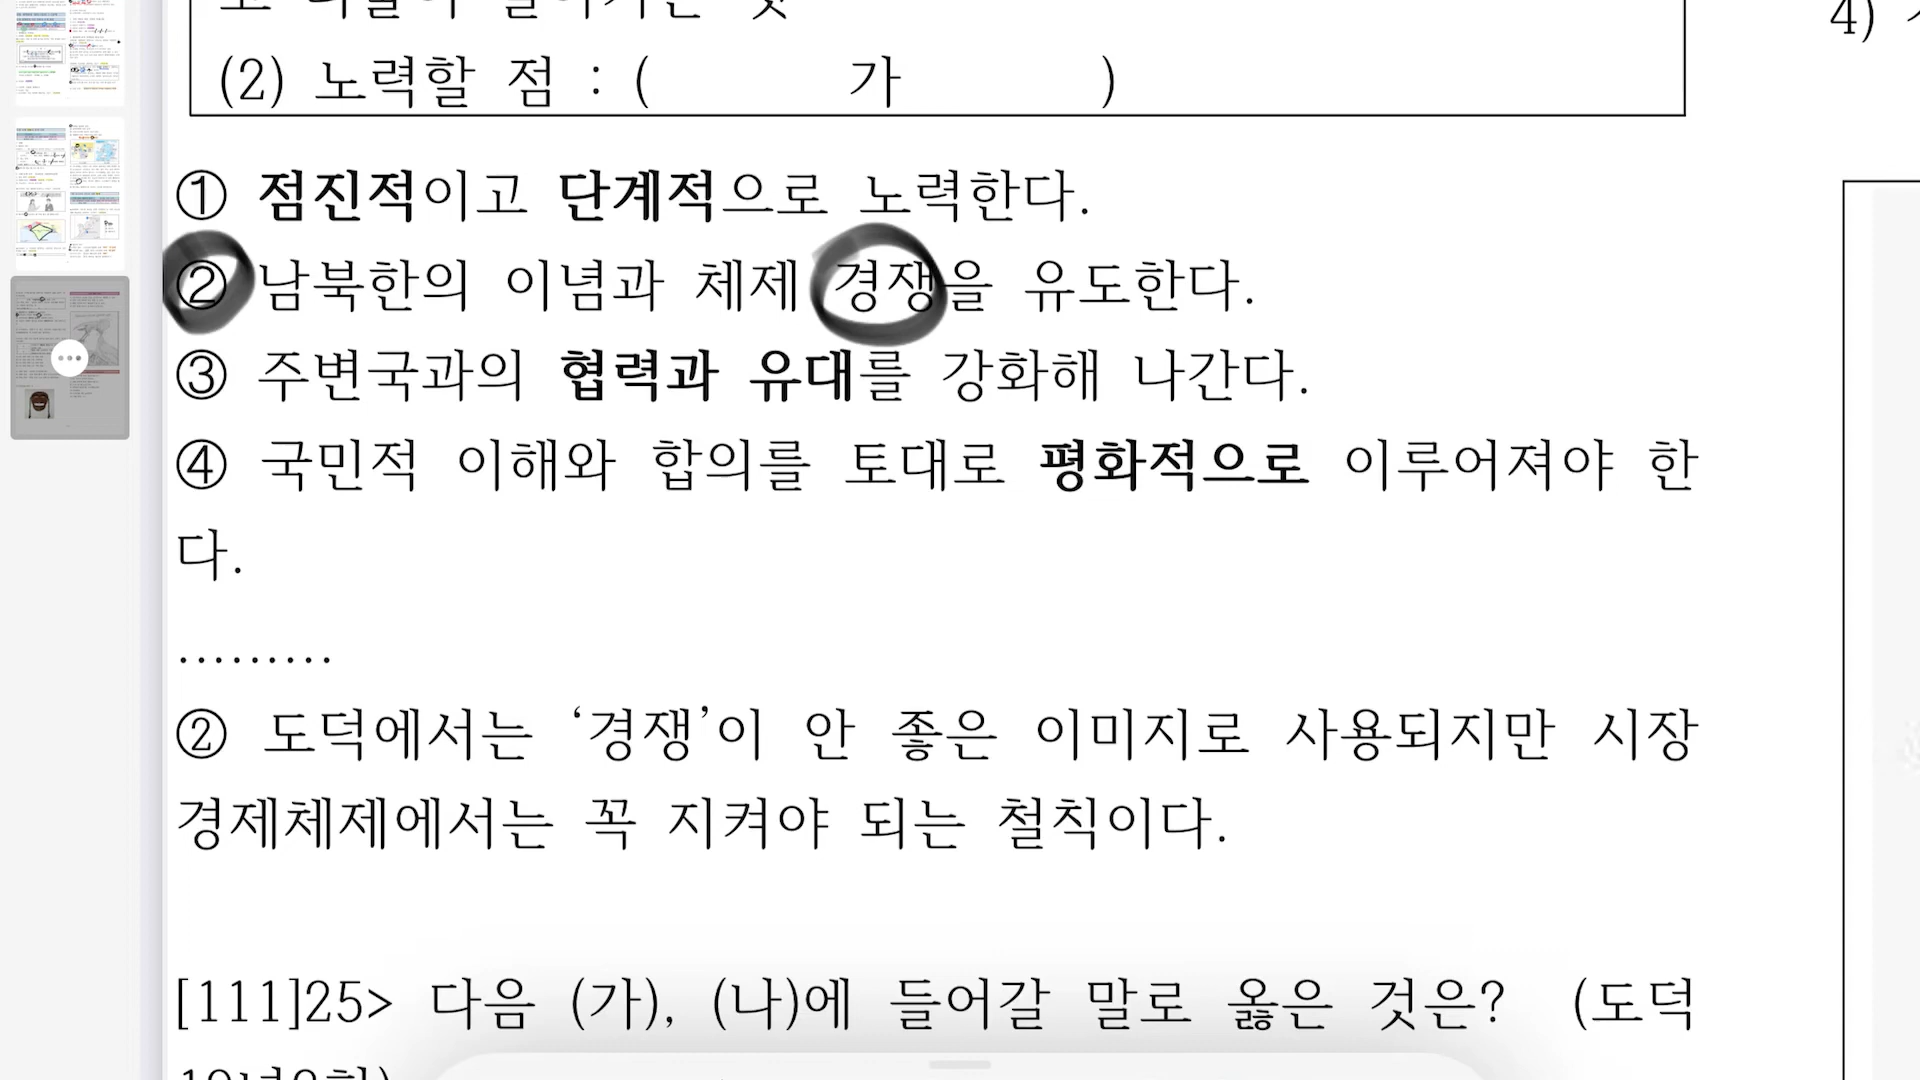 (2) 노력할 점 : ( 가 )
4)
① 점진적이고 단계적으로 노력한다.
② 남북한의 이념과 체제 경쟁을 유도한다.
③ 주변국과의 협력과 유대를 강화해 나간다.
④ 국민적 이해와 합의를 토대로 평화적으로 이루어져야 한
다.
.........
② 도덕에서는 ‘경쟁’이 안 좋은 이미지로 사용되지만 시장
경제체제에서는 꼭 지켜야 되는 철칙이다.
[111]25> 다음 (가), (나)에 들어갈 말로 옳은 것은? (도덕